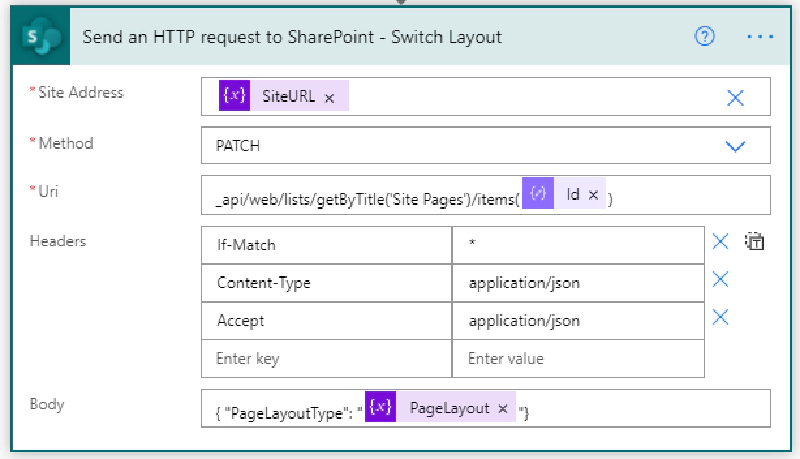 Send an HTTP request to SharePoint - Switch Layout
* Site Address {x} SiteURL ×
* Method PATCH
* Uri _api/web/lists/getByTitle('Site Pages')/items( Id × )
Headers If-Match *
Content-Type application/json
Accept application/json
Enter key Enter value
Body { "PageLayoutType": " {x} PageLayout × "}